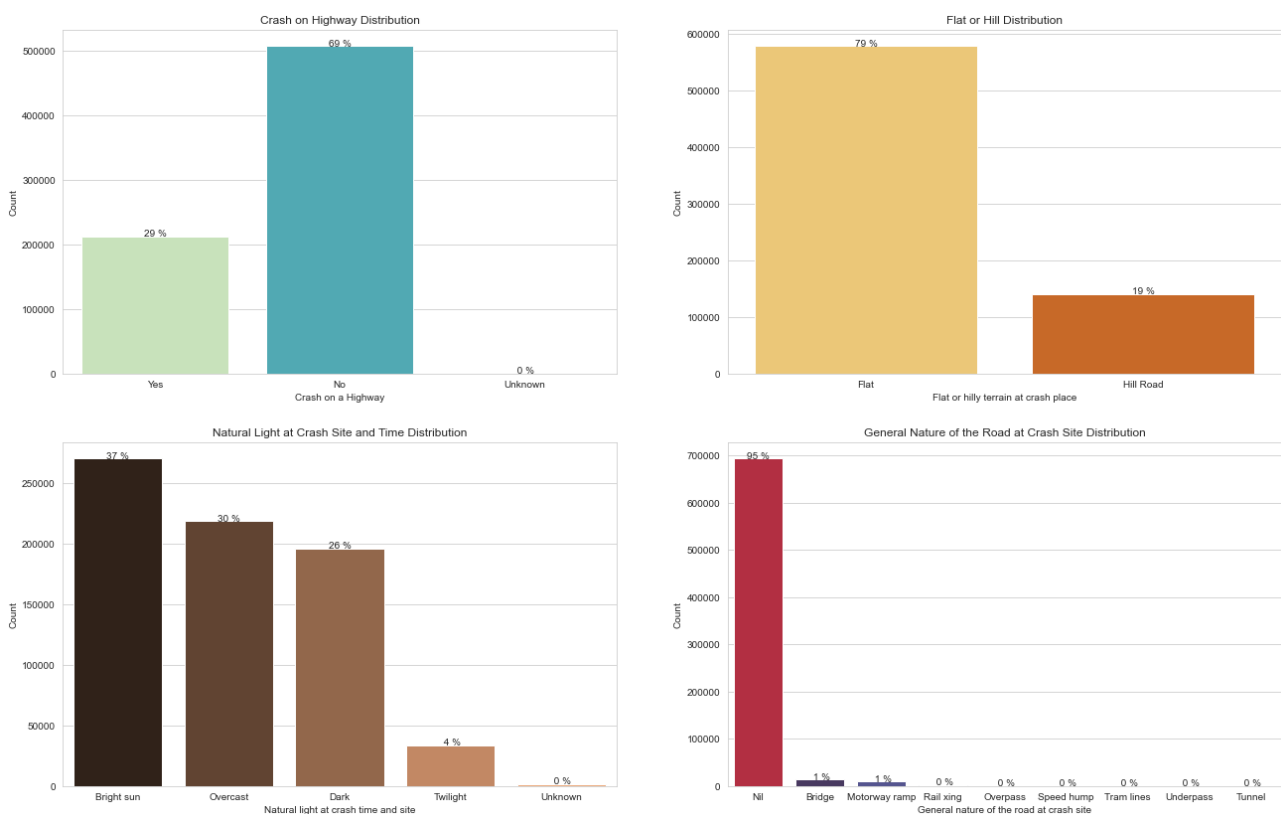 Crash on Highway Distribution
500000
400000
300000
200000
100000
0
Count
69 %
29 %
0 %
Yes No Unknown
Crash on a Highway
Flat or Hill Distribution
600000
500000
400000
300000
200000
100000
0
Count
79 %
19 %
Flat Hill Road
Flat or hilly terrain at crash place
Natural Light at Crash Site and Time Distribution
250000
200000
150000
100000
50000
0
Count
37 %
30 %
26 %
4 %
0 %
Bright sun Overcast Dark Twilight Unknown
Natural light at crash time and site
General Nature of the Road at Crash Site Distribution
700000
600000
500000
400000
300000
200000
100000
0
Count
95 %
1 % 1 % 0 % 0 % 0 % 0 % 0 % 0 %
Nil Bridge Motorway ramp Rail xing Overpass Speed hump Tram lines Underpass Tunnel
General nature of the road at crash site